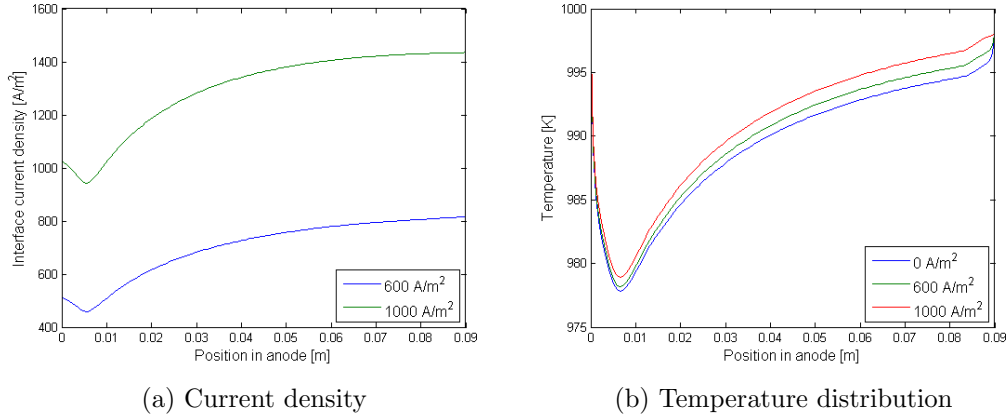 1600
1400
1200
1000
800
600
400
Interface current density [A/m²]
0 0.01 0.02 0.03 0.04 0.05 0.06 0.07 0.08 0.09
Position in anode [m]
600 A/m²
1000 A/m²
(a) Current density
1000
995
990
985
980
975
Temperature [K]
0 0.01 0.02 0.03 0.04 0.05 0.06 0.07 0.08 0.09
Position in anode [m]
0 A/m²
600 A/m²
1000 A/m²
(b) Temperature distribution